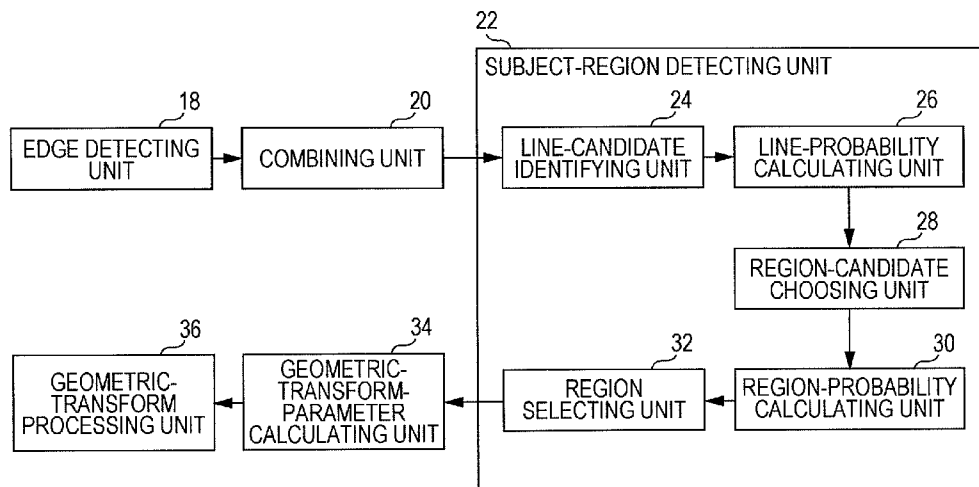 22
SUBJECT-REGION DETECTING UNIT
18
EDGE DETECTING
UNIT
20
COMBINING UNIT
24
LINE-CANDIDATE
IDENTIFYING UNIT
26
LINE-PROBABILITY
CALCULATING UNIT
28
REGION-CANDIDATE
CHOOSING UNIT
30
REGION-PROBABILITY
CALCULATING UNIT
32
REGION
SELECTING UNIT
34
GEOMETRIC-
TRANSFORM-
PARAMETER
CALCULATING UNIT
36
GEOMETRIC-
TRANSFORM
PROCESSING UNIT